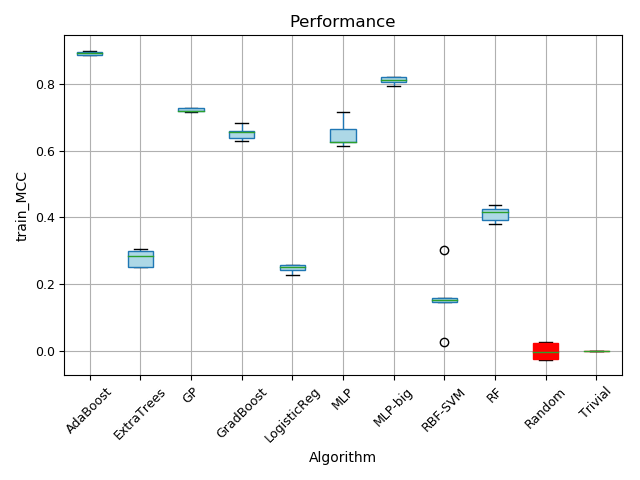 Performance
train_MCC
0.8
0.6
0.4
0.2
0.0
AdaBoost
ExtraTrees
GP
GradBoost
LogisticReg
MLP
MLP-big
RBF-SVM
RF
Random
Trivial
Algorithm